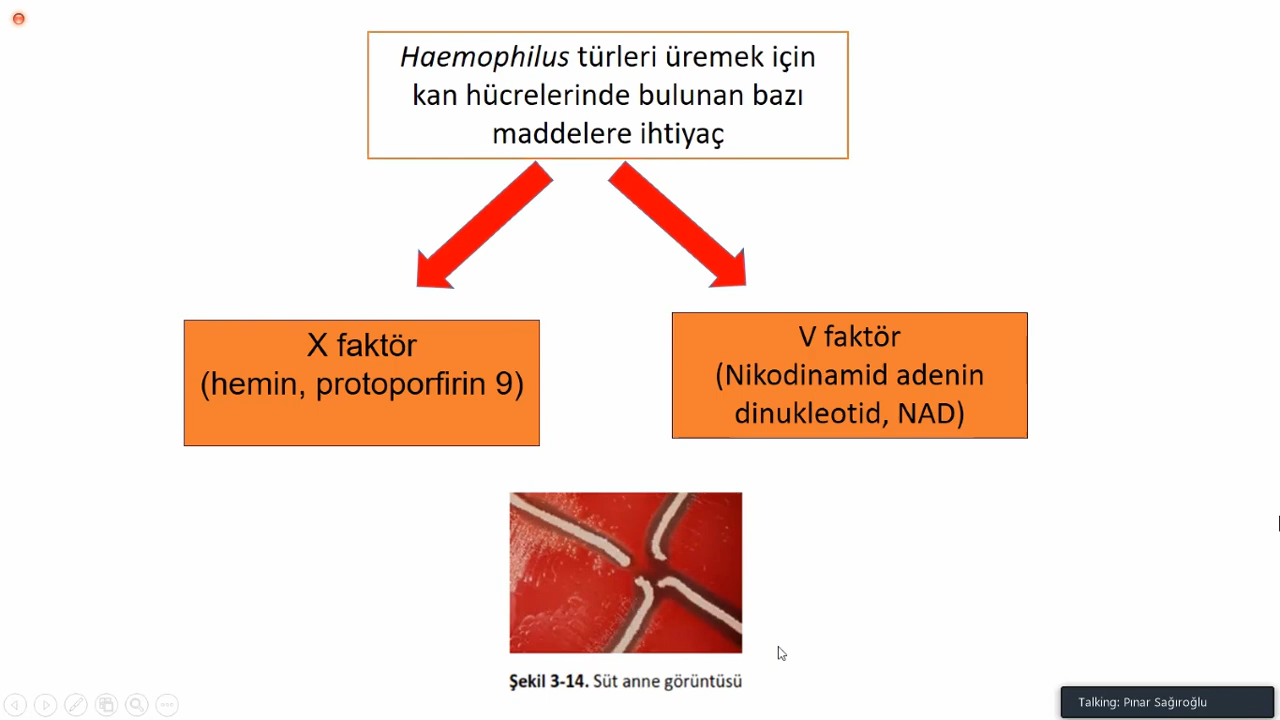 Haemophilus türleri üremek için
kan hücrelerinde bulunan bazı
maddelere ihtiyaç
X faktör
(hemin, protoporfirin 9)
V faktör
(Nikodinamid adenin
dinukleotid, NAD)
Şekil 3-14. Süt anne görüntüsü
Talking: Pınar Sağıroğlu